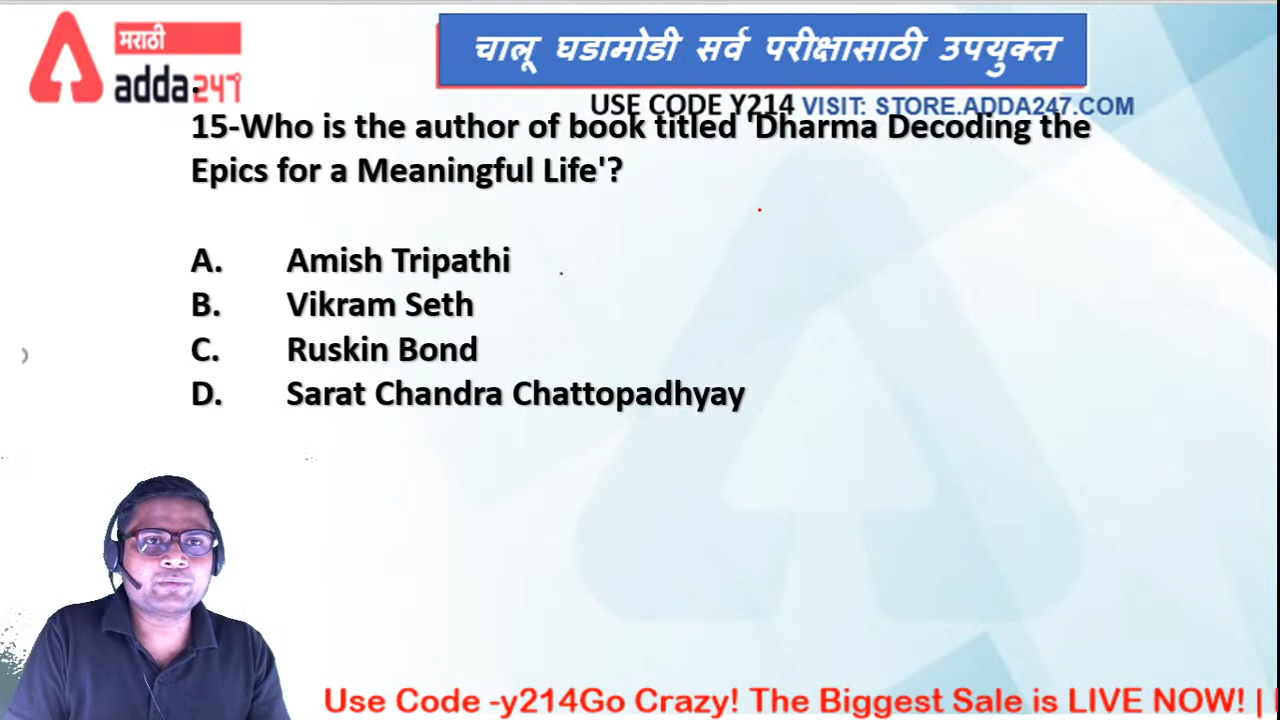 मराठी
adda247
चालू घडामोडी सर्व परीक्षासाठी उपयुक्त
USE CODE Y214 VISIT: STORE.ADDA247.COM
15-Who is the author of book titled 'Dharma Decoding the
Epics for a Meaningful Life'?
A. Amish Tripathi
B. Vikram Seth
C. Ruskin Bond
D. Sarat Chandra Chattopadhyay
Use Code -y214Go Crazy! The Biggest Sale is LIVE NOW! |